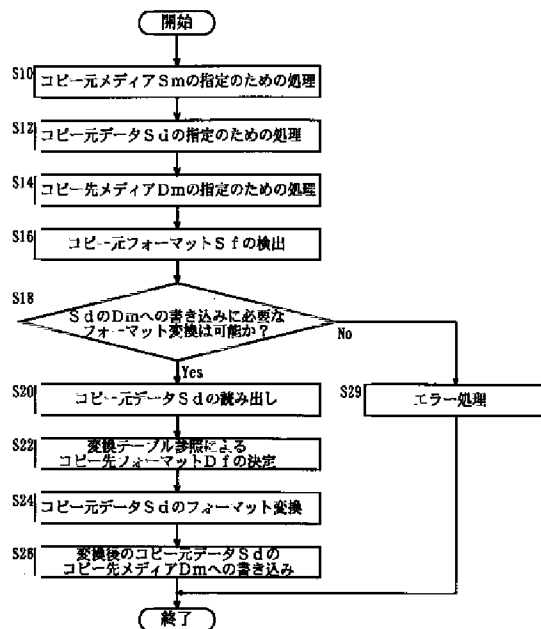 開始
S10
コピー元メディアSmの指定のための処理
S12
コピー元データSdの指定のための処理
S14
コピー先メディアDmの指定のための処理
S16
コピー元フォーマットSfの検出
S18
SdのDmへの書き込みに必要な
フォーマット変換は可能か？
No
Yes
S20
コピー元データSdの読み出し
S29
エラー処理
S22
変換テーブル参照による
コピー先フォーマットDfの決定
S24
コピー元データSdのフォーマット変換
S26
変換後のコピー元データSdの
コピー先メディアDmへの書き込み
終了